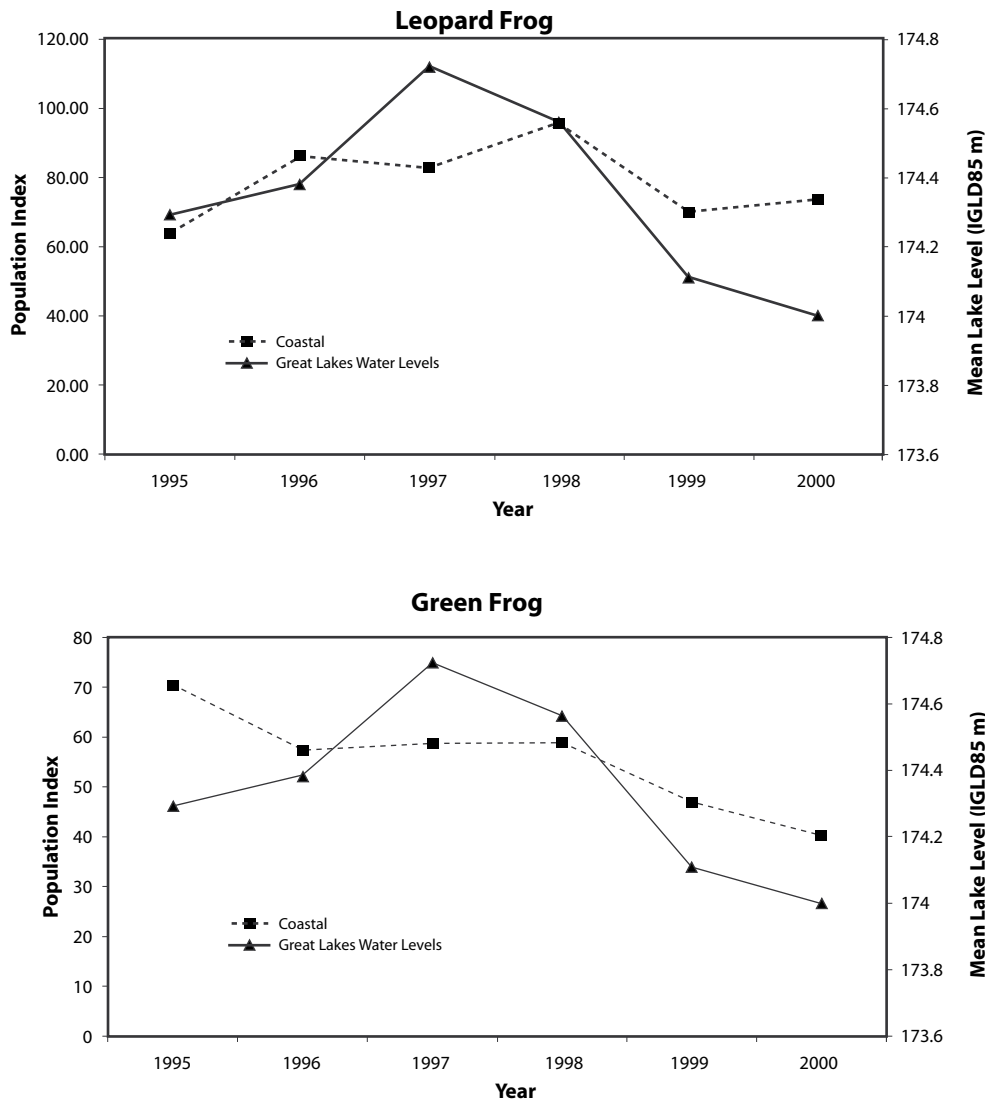 Leopard Frog
120.00
100.00
80.00
60.00
40.00
20.00
0.00
Population Index
174.8
174.6
174.4
174.2
174
173.8
173.6
Mean Lake Level (IGLD85 m)
Coastal
Great Lakes Water Levels
1995 1996 1997 1998 1999 2000
Year
Green Frog
80
70
60
50
40
30
20
10
0
Population Index
174.8
174.6
174.4
174.2
174
173.8
173.6
Mean Lake Level (IGLD85 m)
Coastal
Great Lakes Water Levels
1995 1996 1997 1998 1999 2000
Year